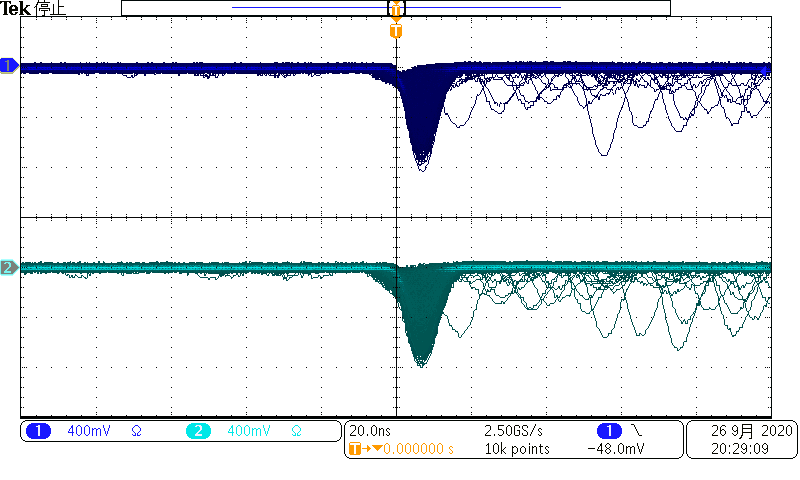 Tek 停止
T
T
1
2
1 400mV Ω 2 400mV Ω
20.0ns 2.50GS/s 1
T→▼0.000000 s 10k points −48.0mV
26 9月 2020
20:29:09